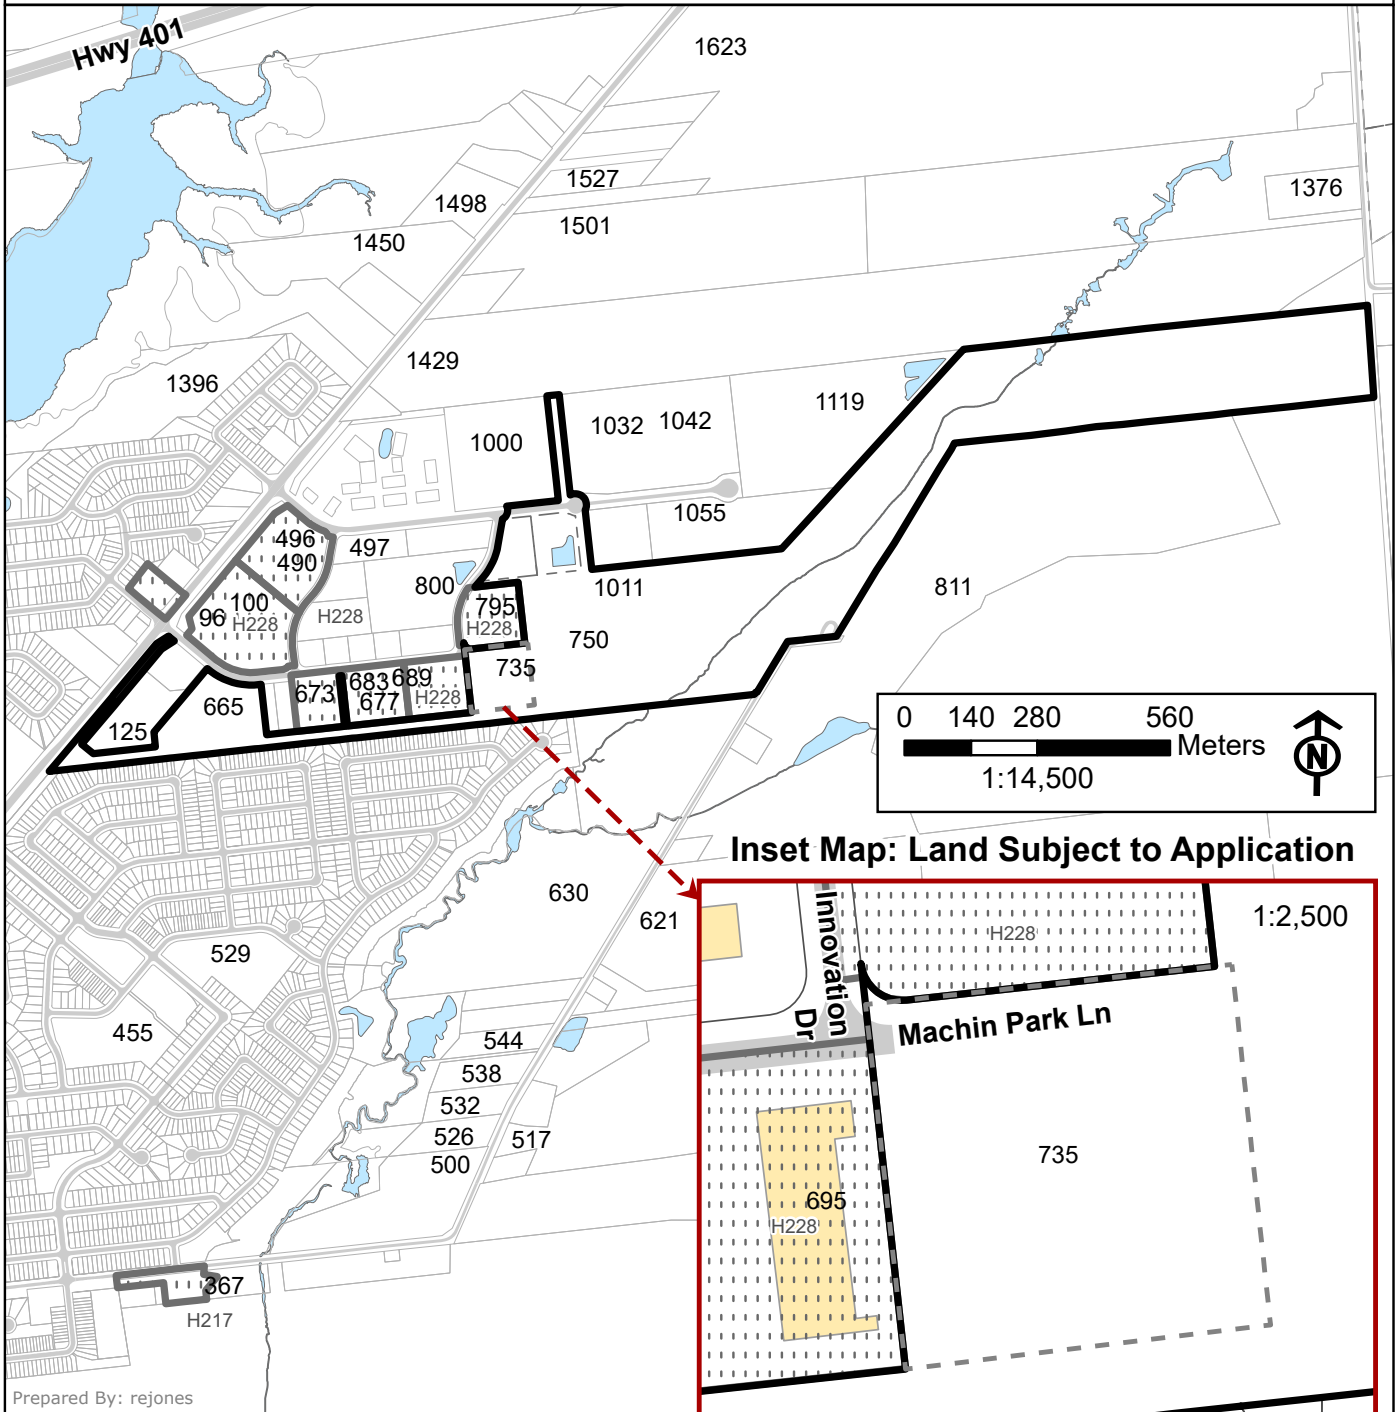 Hwy 401
1623
1527
1498
1501
1450
1376
1429
1396
1119
1032 1042
1000
1055
496
490
497
800
1011
811
100
96
H228
H228
795
H228
750
735
683 689
673
677
H228
665
125
0 140 280 560
Meters
1:14,500
N
Inset Map: Land Subject to Application
630
621
529
455
544
538
532
526
517
500
367
H217
1:2,500
H228
Innovation
Dr
Machin Park Ln
735
695
H228
Prepared By: rejones